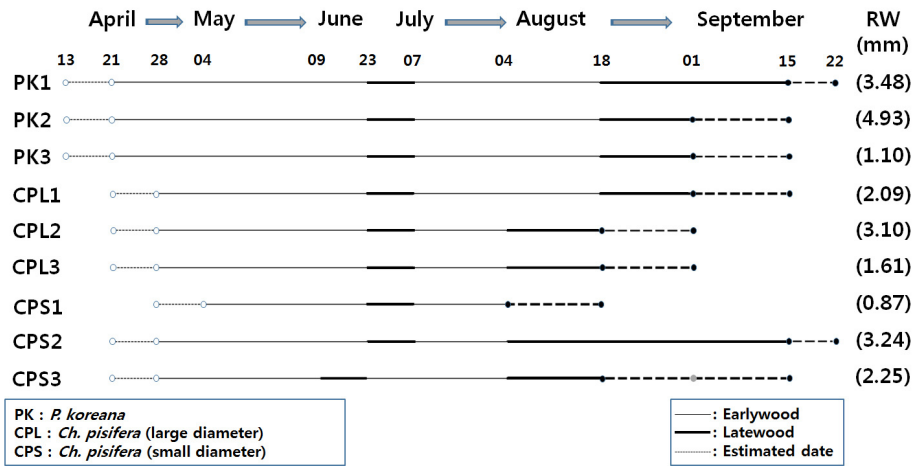 April May June July August September RW
(mm)
13 21 28 04 09 23 07 04 18 01 15 22
PK1 (3.48)
PK2 (4.93)
PK3 (1.10)
CPL1 (2.09)
CPL2 (3.10)
CPL3 (1.61)
CPS1 (0.87)
CPS2 (3.24)
CPS3 (2.25)
PK : P. koreana
CPL : Ch. pisifera (large diameter)
CPS : Ch. pisifera (small diameter)
: Earlywood
: Latewood
: Estimated date